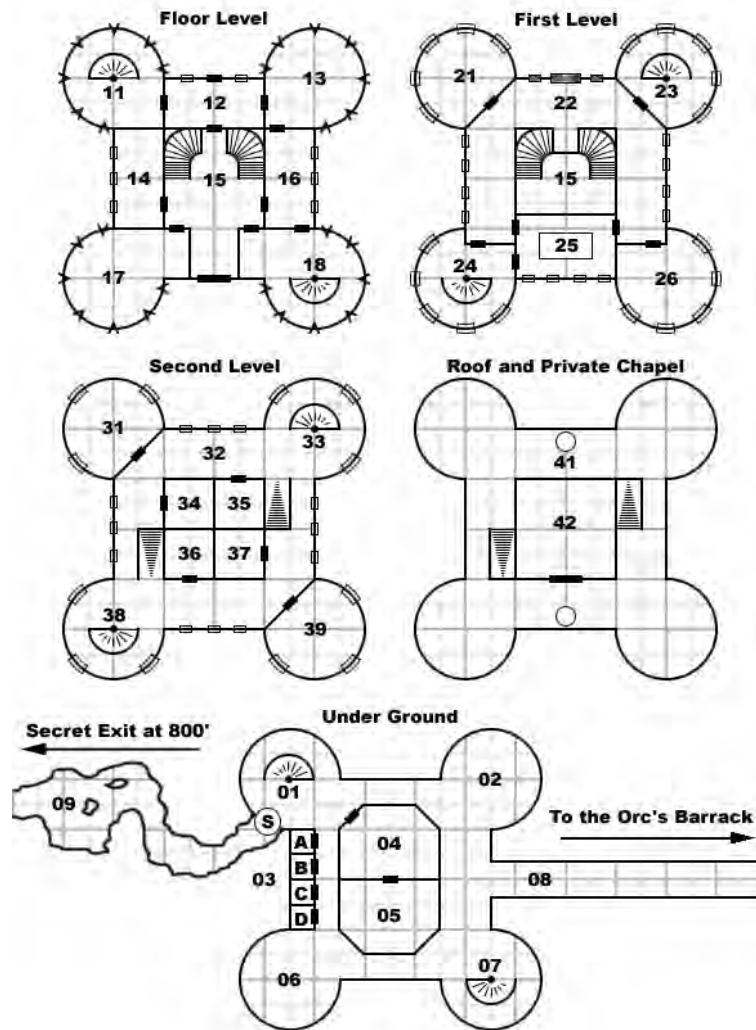 Floor Level
First Level
11
12
13
14
15
16
17
18
21
22
23
15
24
25
26
Second Level
Roof and Private Chapel
31
32
33
34
35
36
37
38
39
41
42
Under Ground
Secret Exit at 800'
01
02
09
S
To the Orc's Barrack
A
B
C
D
03
04
05
08
06
07